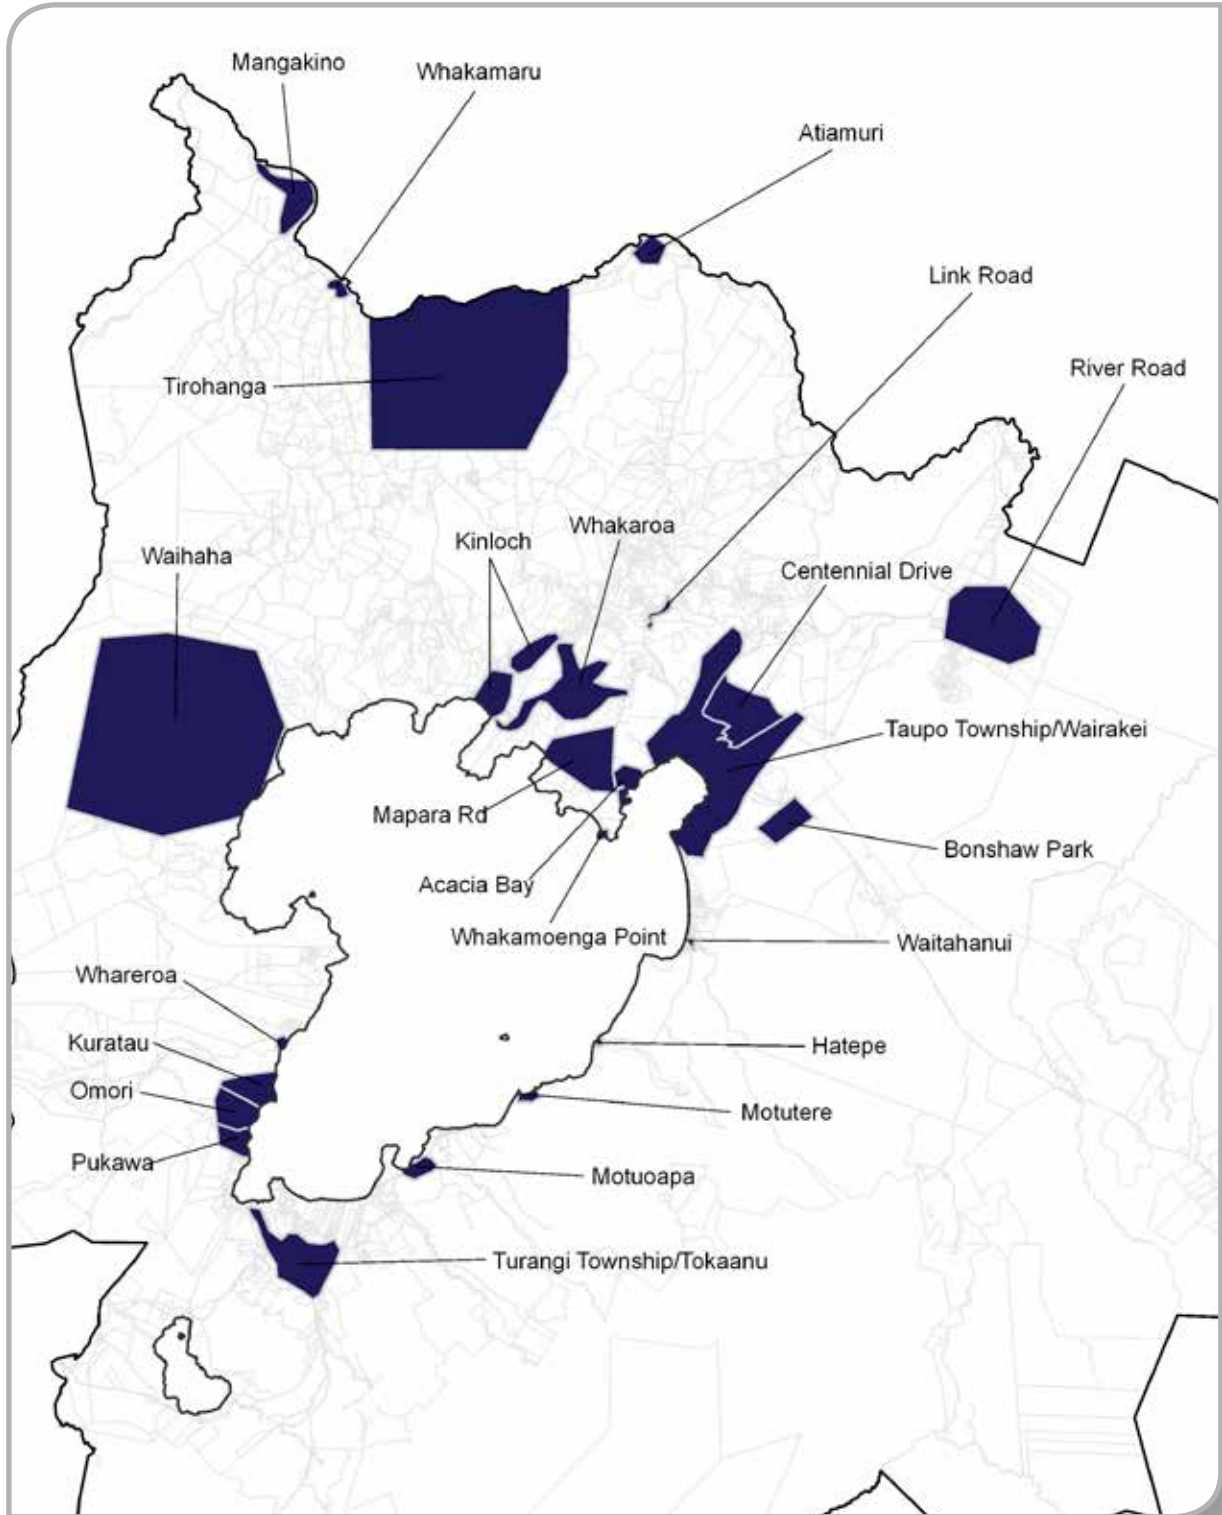 Mangakino
Whakamaru
Atiamuri
Link Road
River Road
Tirohanga
Whakaroa
Kinloch
Waihaha
Centennial Drive
Taupo Township/Wairakei
Mapara Rd
Bonshaw Park
Acacia Bay
Whakamoenga Point
Waitahanui
Whareroa
Kuratau
Hatepe
Omori
Motutere
Pukawa
Motuoapa
Turangi Township/Tokaanu